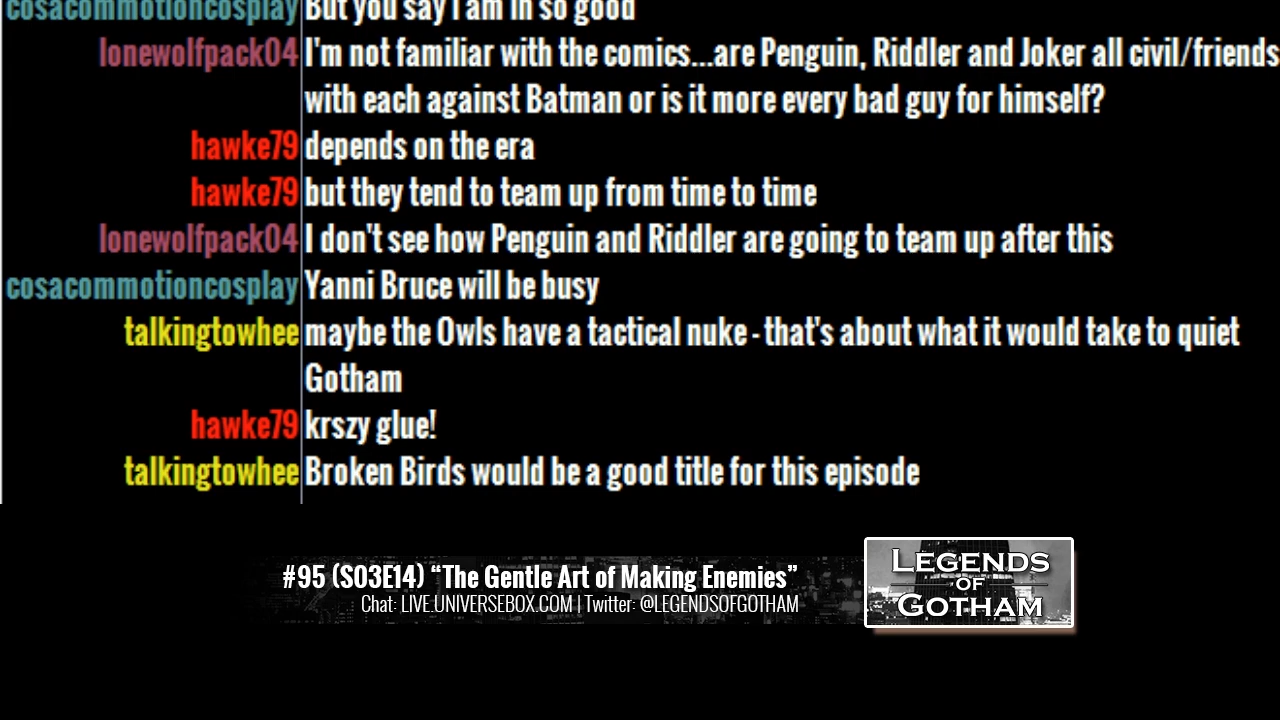 cosacommotioncosplay But you say I am in so good
lonewolfpack04 I'm not familiar with the comics...are Penguin, Riddler and Joker all civil/friends
with each against Batman or is it more every bad guy for himself?
hawke79 depends on the era
hawke79 but they tend to team up from time to time
lonewolfpack04 I don't see how Penguin and Riddler are going to team up after this
cosacommotioncosplay Yanni Bruce will be busy
talkingtowhee maybe the Owls have a tactical nuke - that's about what it would take to quiet
Gotham
hawke79 krszy glue!
talkingtowhee Broken Birds would be a good title for this episode
#95 (S03E14) “The Gentle Art of Making Enemies”
Chat: LIVE.UNIVERSEBOX.COM | Twitter: @LEGENDSOFGOTHAM
LEGENDS
OF
GOTHAM